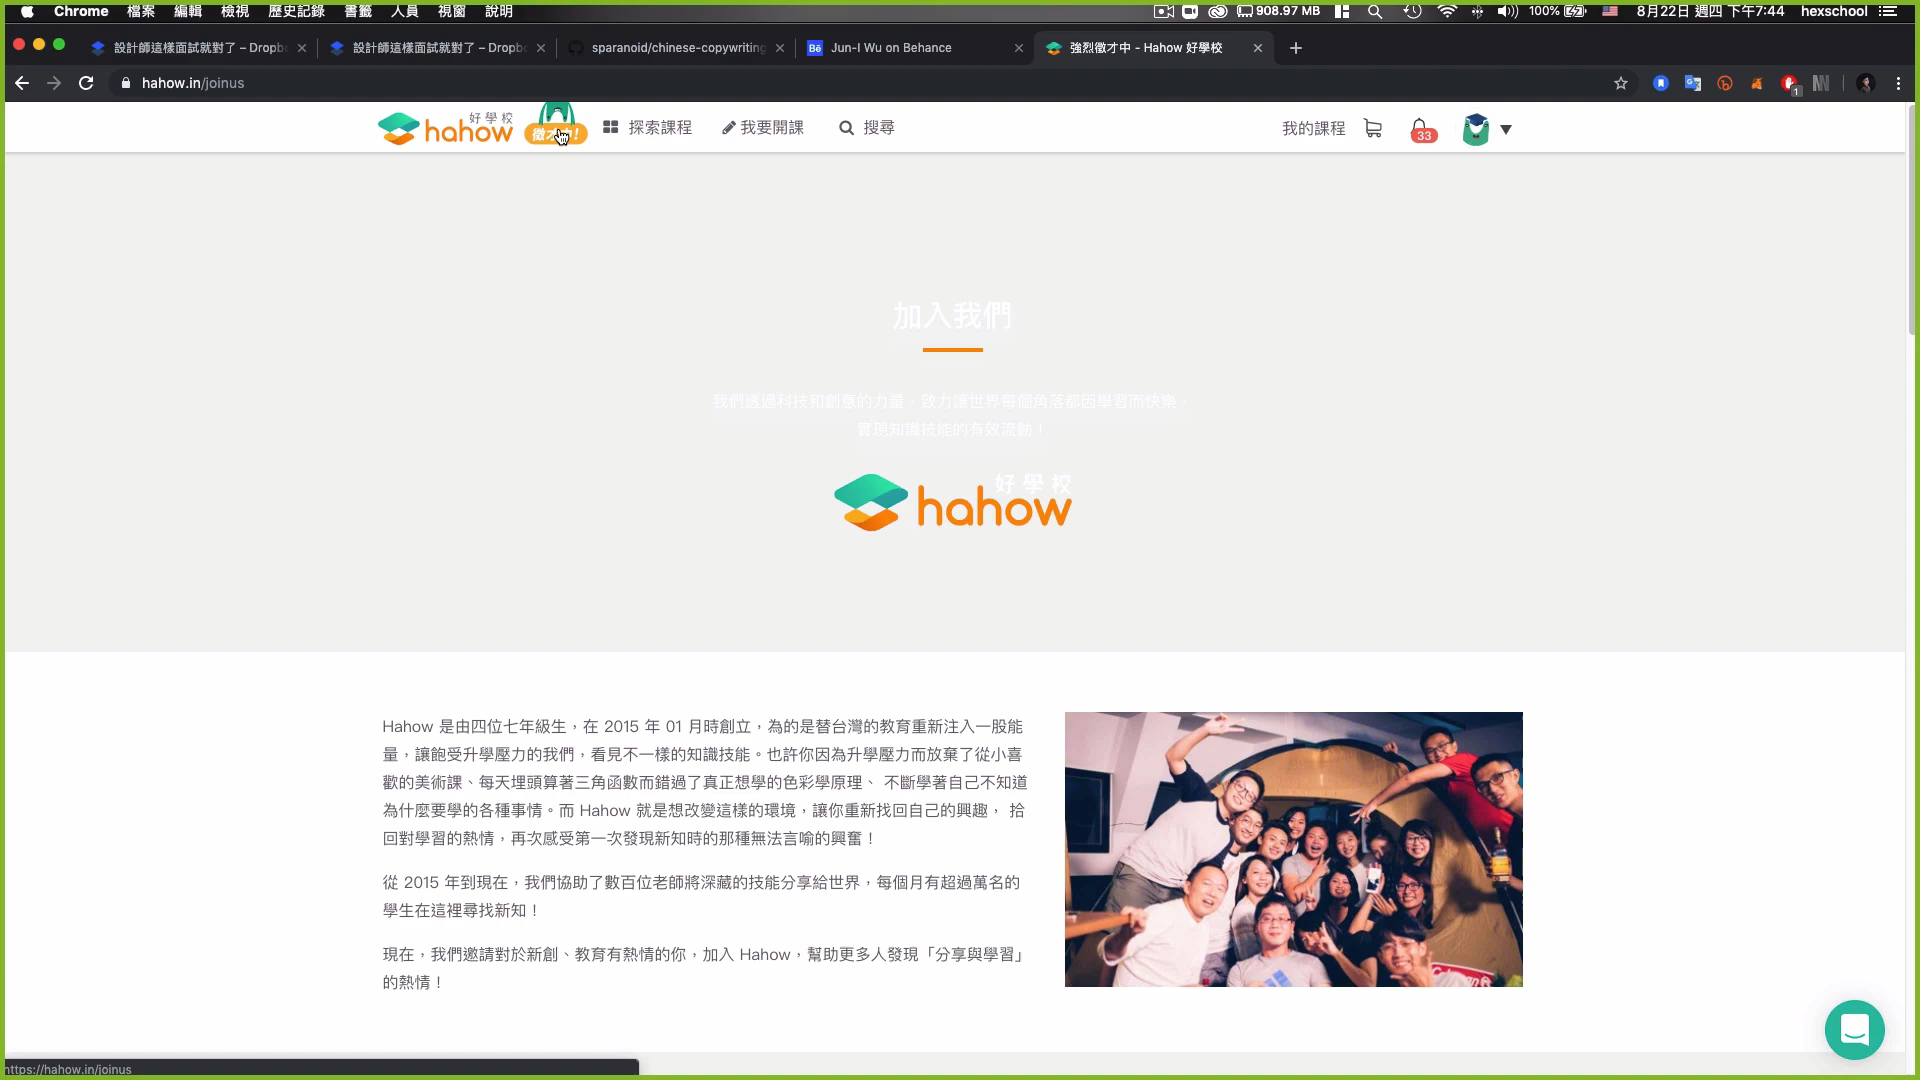 Chrome 檔案 編輯 檢視 歷史記錄 書籤 人員 視窗 說明
908.97 MB 100% 8月22日 週四 下午7:44 hexschool
設計師這樣面試就對了 – Dropb
設計師這樣面試就對了 – Dropb
sparanoid/chinese-copywriting
Bē Jun-I Wu on Behance
強烈徵才中 - Hahow 好學校
hahow.in/joinus
1
好學校
hahow
探索課程 我要開課 搜尋
我的課程 33
加入我們
我們透過科技和創意的力量，致力讓世界每個角落都因學習而快樂，
實現知識技能的有效流動！
好學校
hahow
Hahow 是由四位七年級生，在 2015 年 01 月時創立，為的是替台灣的教育重新注入一股能
量，讓飽受升學壓力的我們，看見不一樣的知識技能。也許你因為升學壓力而放棄了從小喜
歡的美術課、每天埋頭算著三角函數而錯過了真正想學的色彩學原理、 不斷學著自己不知道
為什麼要學的各種事情。而 Hahow 就是想改變這樣的環境，讓你重新找回自己的興趣， 拾
回對學習的熱情，再次感受第一次發現新知時的那種無法言喻的興奮！
從 2015 年到現在，我們協助了數百位老師將深藏的技能分享給世界，每個月有超過萬名的
學生在這裡尋找新知！
現在，我們邀請對於新創、教育有熱情的你，加入 Hahow，幫助更多人發現「分享與學習」
的熱情！
https://hahow.in/joinus